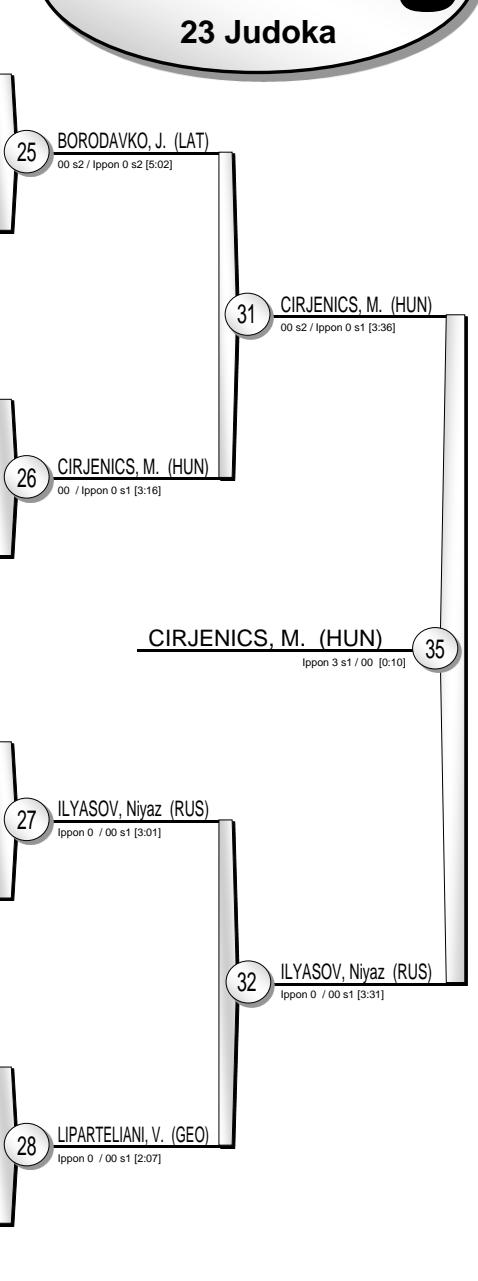 23 Judoka
25
BORODAVKO, J. (LAT)
00 s2 / Ippon 0 s2 [5:02]
31
CIRJENICS, M. (HUN)
00 s2 / Ippon 0 s1 [3:36]
26
CIRJENICS, M. (HUN)
00 / Ippon 0 s1 [3:16]
CIRJENICS, M. (HUN)
35
Ippon 3 s1 / 00 [0:10]
27
ILYASOV, Niyaz (RUS)
Ippon 0 / 00 s1 [3:01]
32
ILYASOV, Niyaz (RUS)
Ippon 0 / 00 s1 [3:31]
28
LIPARTELIANI, V. (GEO)
Ippon 0 / 00 s1 [2:07]